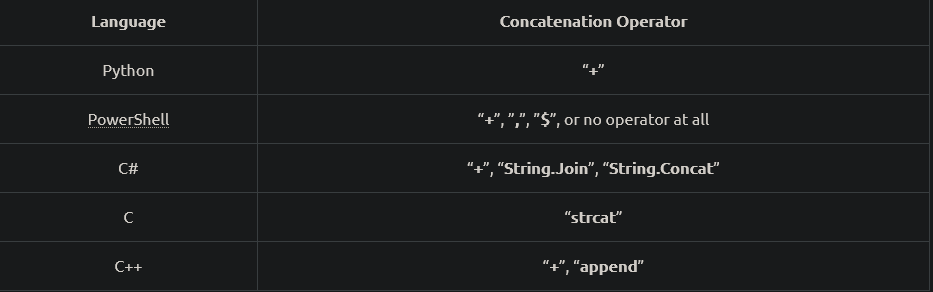 Language Concatenation Operator
Python “+”
PowerShell “+”, ”,”, ”$”, or no operator at all
C# “+”, “String.Join”, “String.Concat”
C “strcat”
C++ “+”, “append”